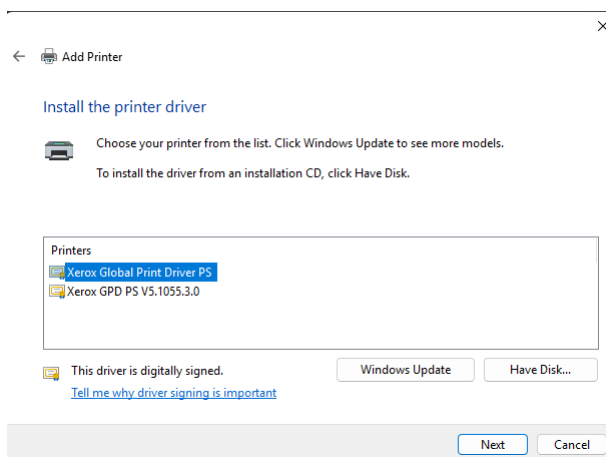 Add Printer
Install the printer driver
Choose your printer from the list. Click Windows Update to see more models.
To install the driver from an installation CD, click Have Disk.
Printers
Xerox Global Print Driver PS
Xerox GPD PS V5.1055.3.0
This driver is digitally signed.
Windows Update
Have Disk...
Tell me why driver signing is important
Next
Cancel